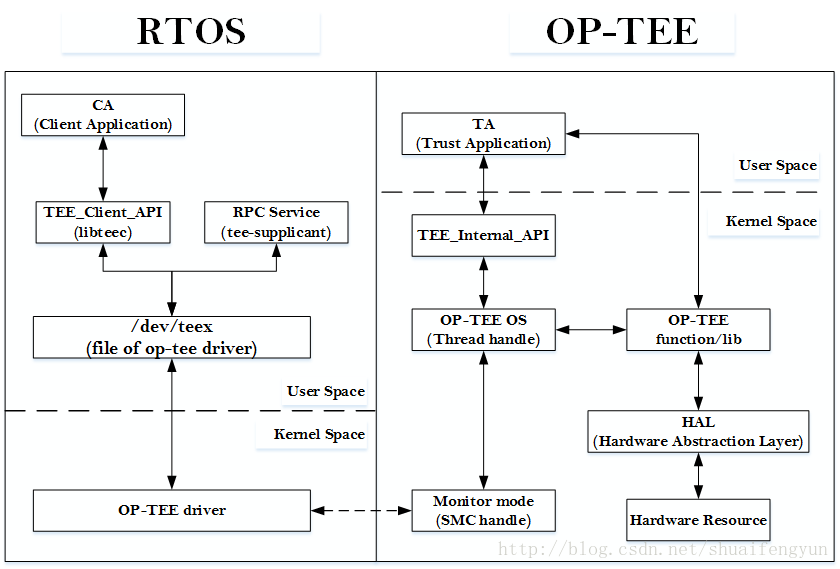 RTOS
OP-TEE
CA
(Client Application)
TEE_Client_API
(libteec)
RPC Service
(tee-supplicant)
/dev/teex
(file of op-tee driver)
User Space
Kernel Space
OP-TEE driver
TA
(Trust Application)
User Space
Kernel Space
TEE_Internal_API
OP-TEE OS
(Thread handle)
OP-TEE
function/lib
HAL
(Hardware Abstraction Layer)
Monitor mode
(SMC handle)
Hardware Resource
http://blog.csdn.net/shuaifengyun